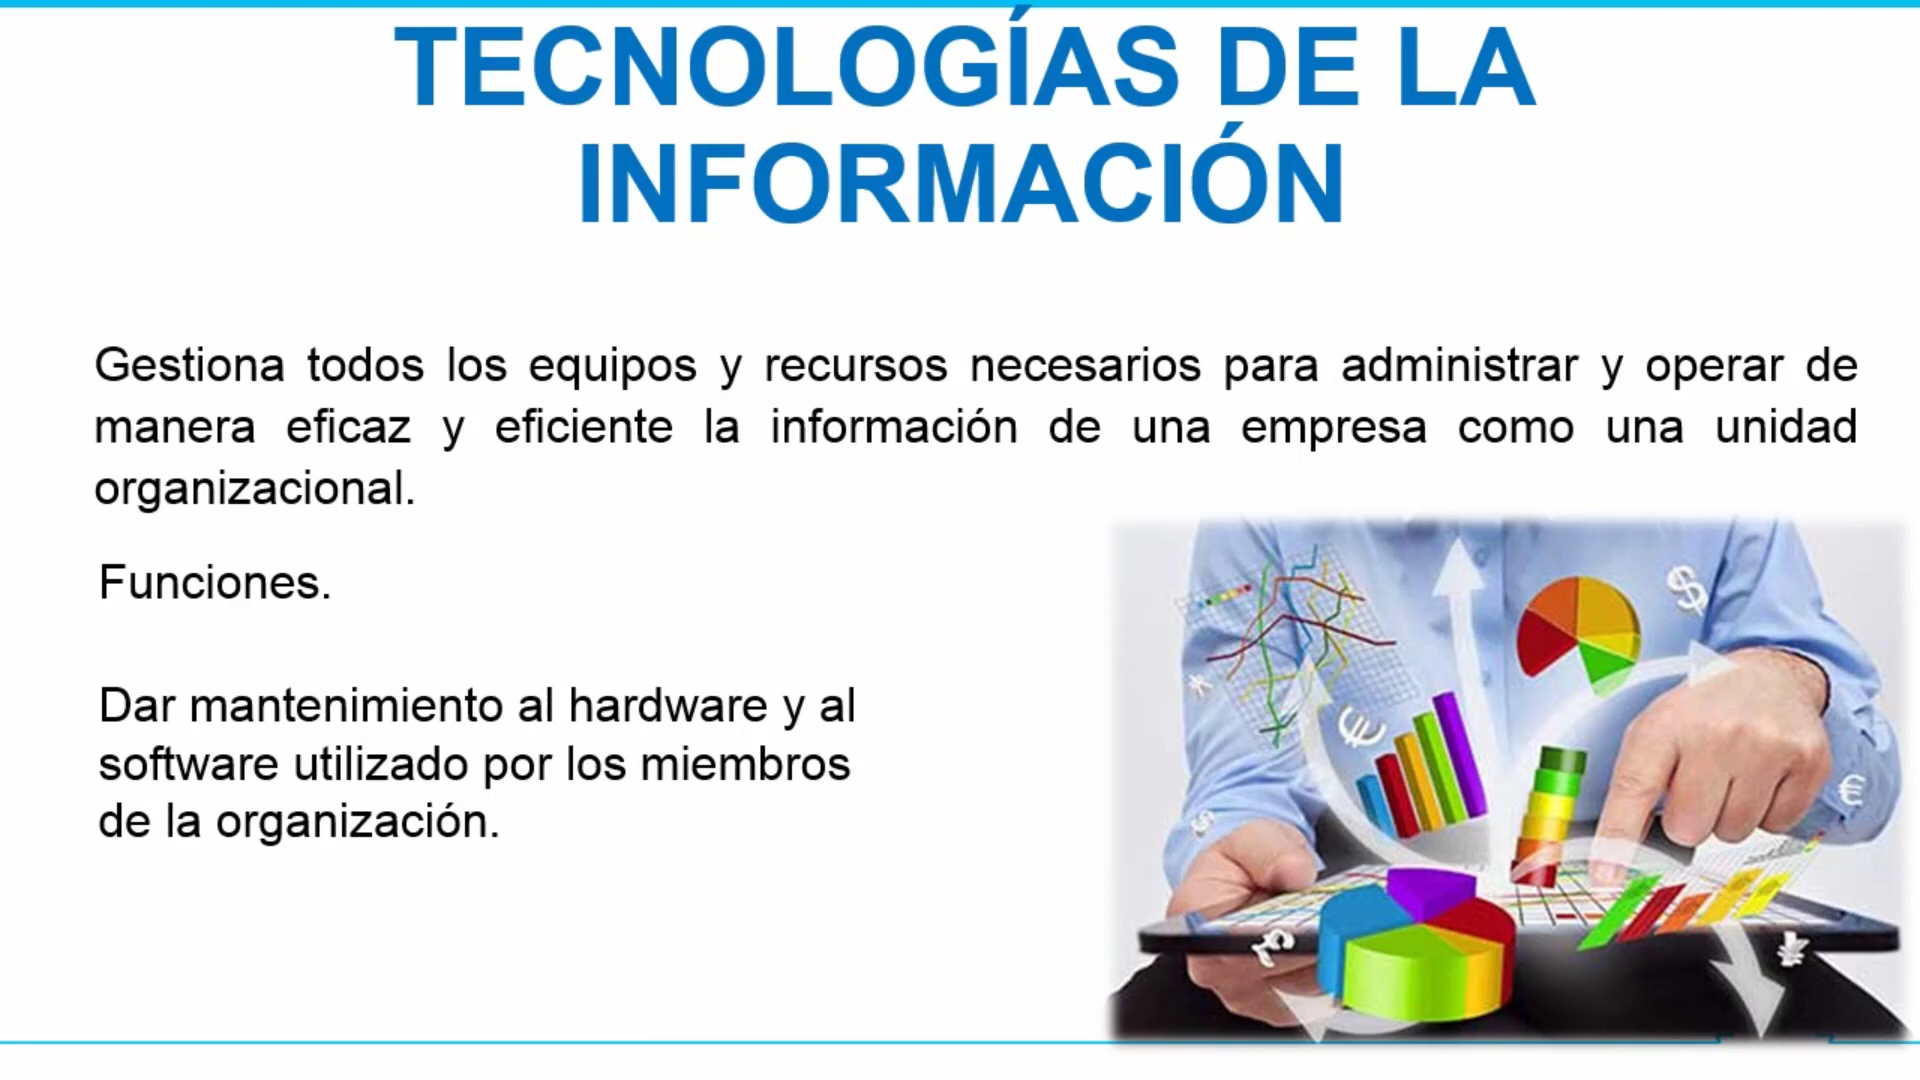 TECNOLOGÍAS DE LA
INFORMACIÓN
Gestiona todos los equipos y recursos necesarios para administrar y operar de
manera eficaz y eficiente la información de una empresa como una unidad
organizacional.
Funciones.
Dar mantenimiento al hardware y al
software utilizado por los miembros
de la organización.